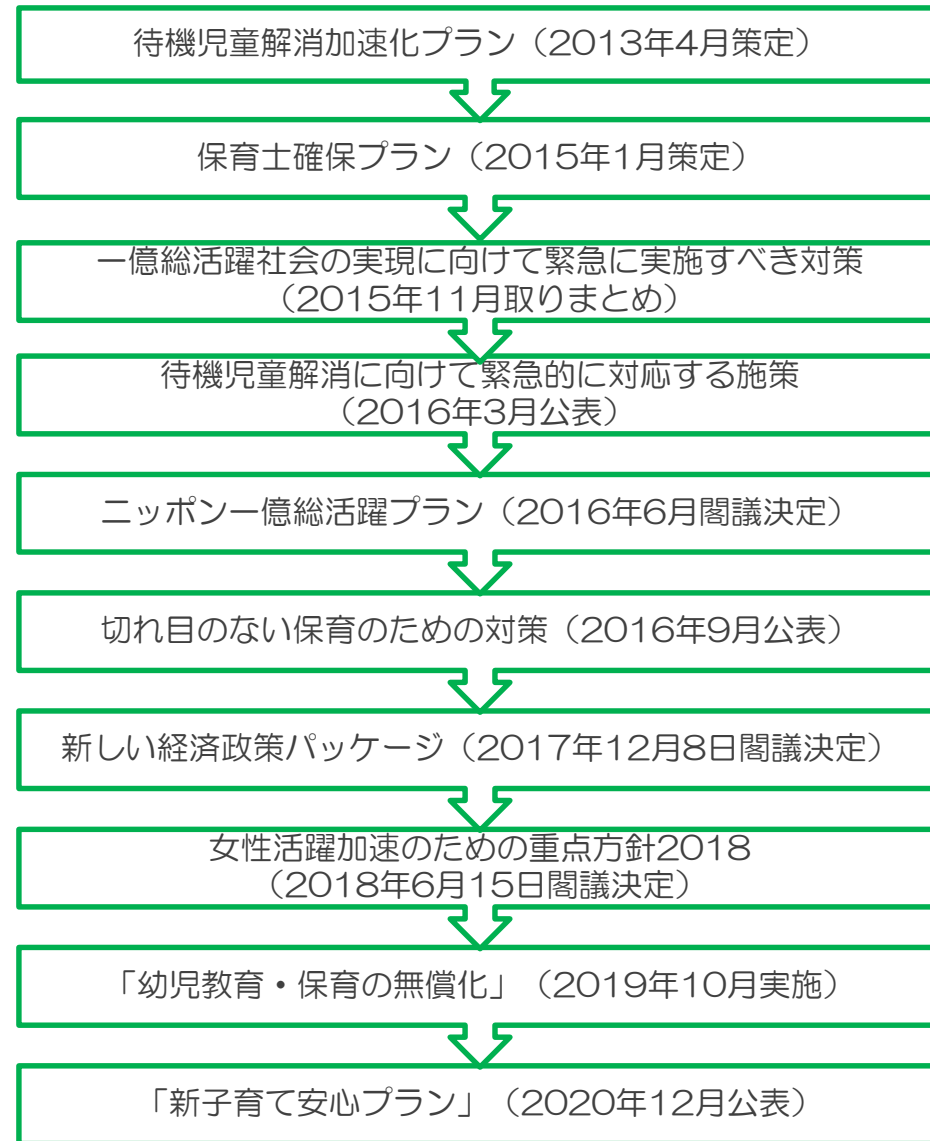 待機児童解消加速化プラン（2013年4月策定）
保育士確保プラン（2015年1月策定）
一億総活躍社会の実現に向けて緊急に実施すべき対策
（2015年11月取りまとめ）
待機児童解消に向けて緊急的に対応する施策
（2016年3月公表）
ニッポン一億総活躍プラン（2016年6月閣議決定）
切れ目のない保育のための対策（2016年9月公表）
新しい経済政策パッケージ（2017年12月8日閣議決定）
女性活躍加速のための重点方針2018
（2018年6月15日閣議決定）
「幼児教育・保育の無償化」（2019年10月実施）
「新子育て安心プラン」（2020年12月公表）